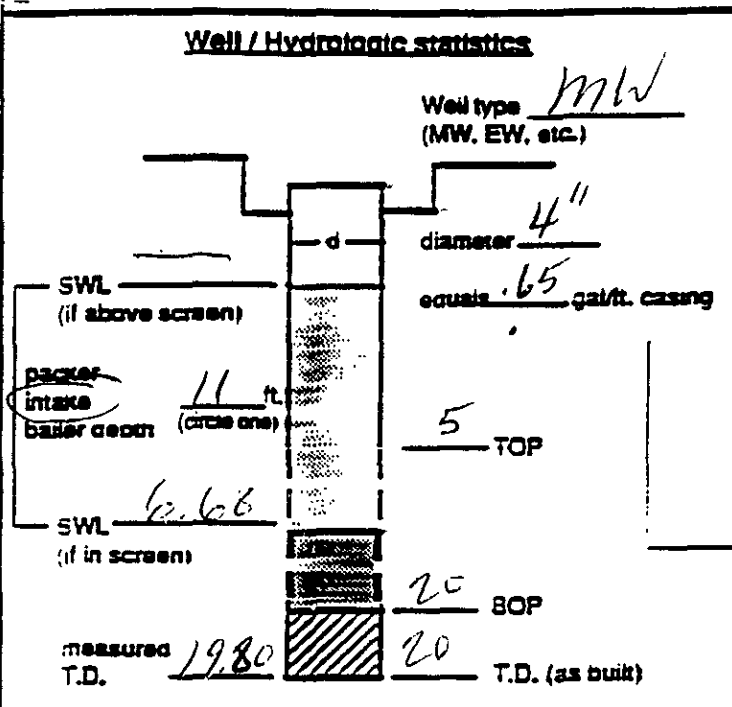 Well / Hydrologic statistics
Well type MW
(MW, EW, etc.)
d
diameter 4"
equals .65 gal/ft. casing
SWL
(if above screen)
packer
intake 11 ft.
bailer depth (circle one)
5 TOP
SWL 6.66
(if in screen)
20 BOP
measured
T.D. 19.80
20 T.D. (as built)